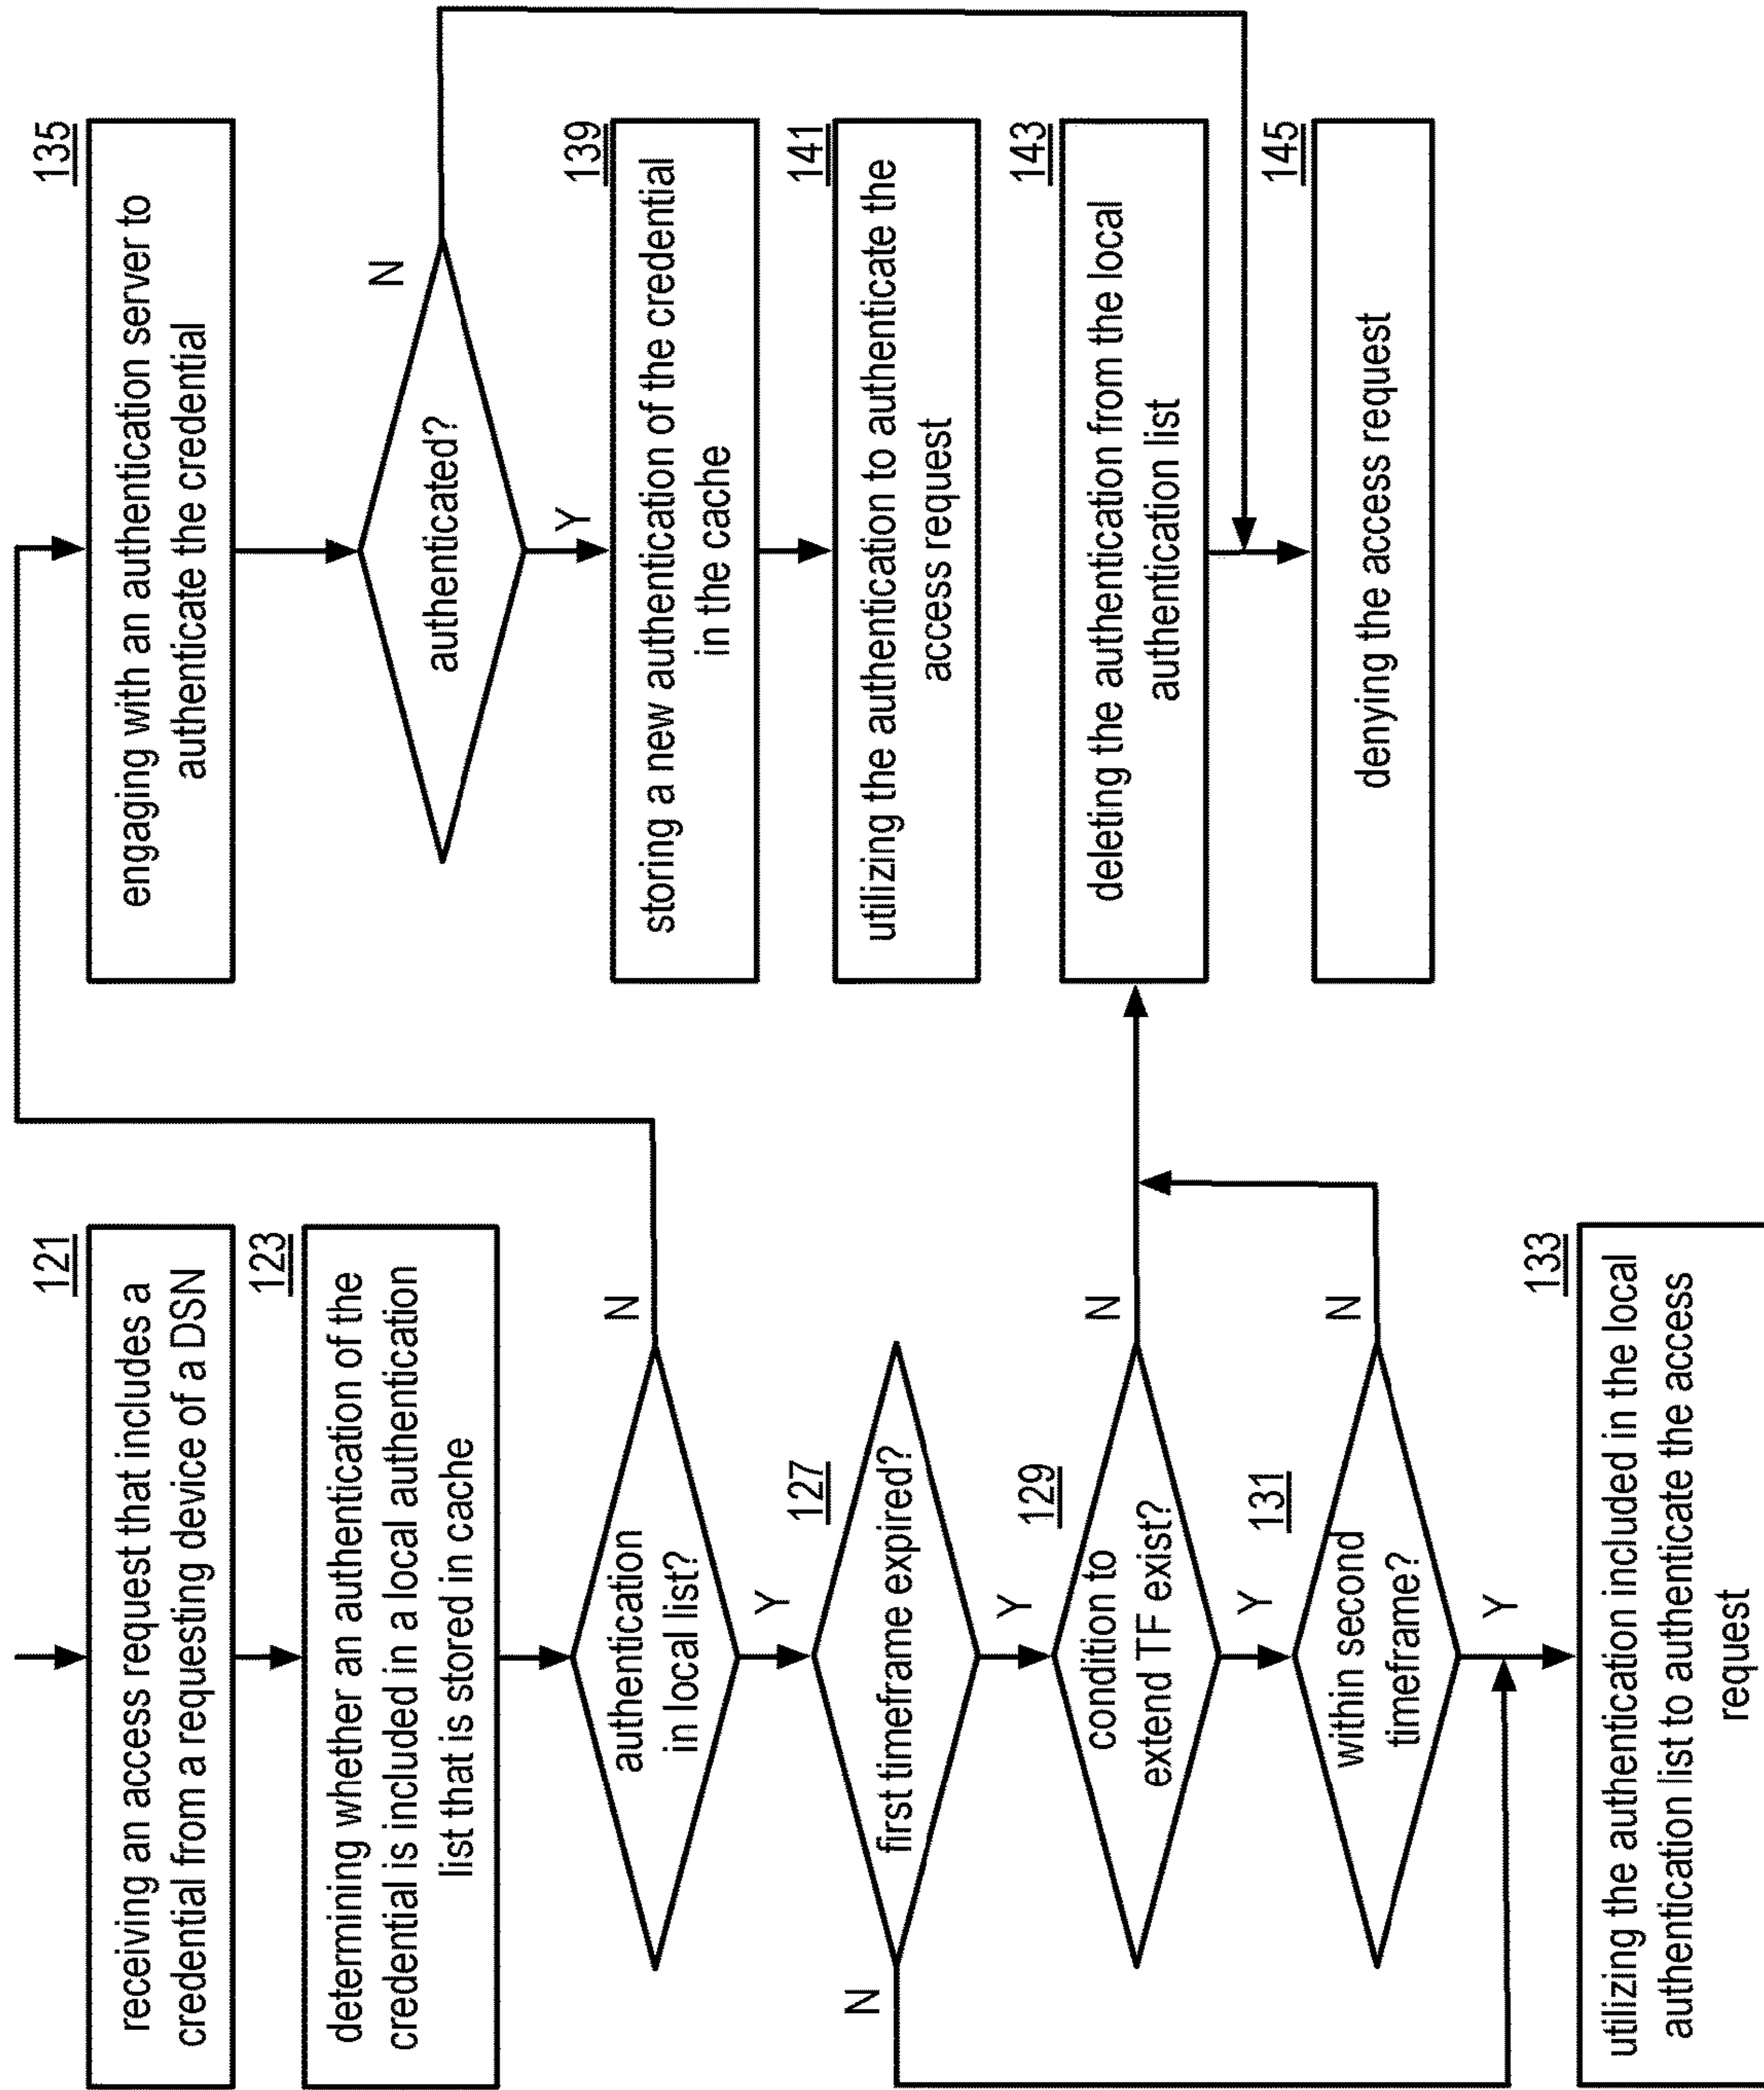 121
receiving an access request that includes a
credential from a requesting device of a DSN
123
determining whether an authentication of the
credential is included in a local authentication
list that is stored in cache
authentication
in local list?
N
Y
127
first timeframe expired?
N
Y
129
condition to
extend TF exist?
N
Y
131
within second
timeframe?
N
Y
133
utilizing the authentication included in the local
authentication list to authenticate the access
request
135
engaging with an authentication server to
authenticate the credential
authenticated?
N
Y
139
storing a new authentication of the credential
in the cache
141
utilizing the authentication to authenticate the
access request
143
deleting the authentication from the local
authentication list
145
denying the access request